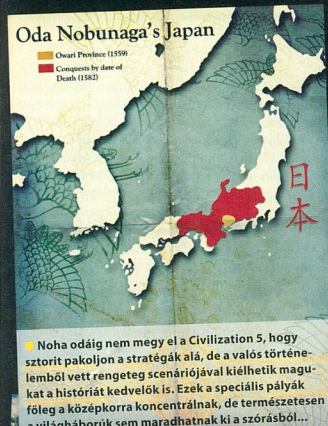 Oda Nobunaga's Japan
Owari Province (1559)
Conquests by date of
Death (1582)
日
本
Noha odáig nem megy el a Civilization 5, hogy
sztorit pakoljon a stratégák alá, de a valós történe-
lemből vett rengeteg scenáriójával kiélhetik magu-
kat a históriát kedvelők is. Ezek a speciális pályák
főleg a középkorra koncentrálnak, de természetesen
a világháborúk sem maradhatnak ki a szórásból...